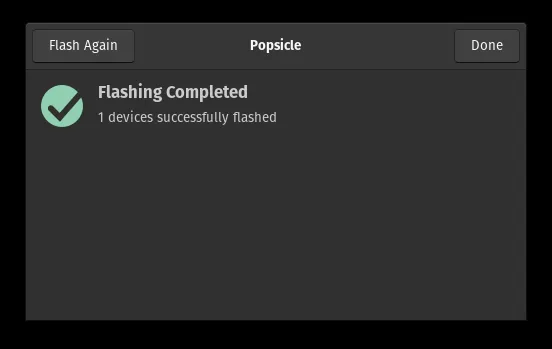 Flash Again
Popsicle
Done
Flashing Completed
1 devices successfully flashed